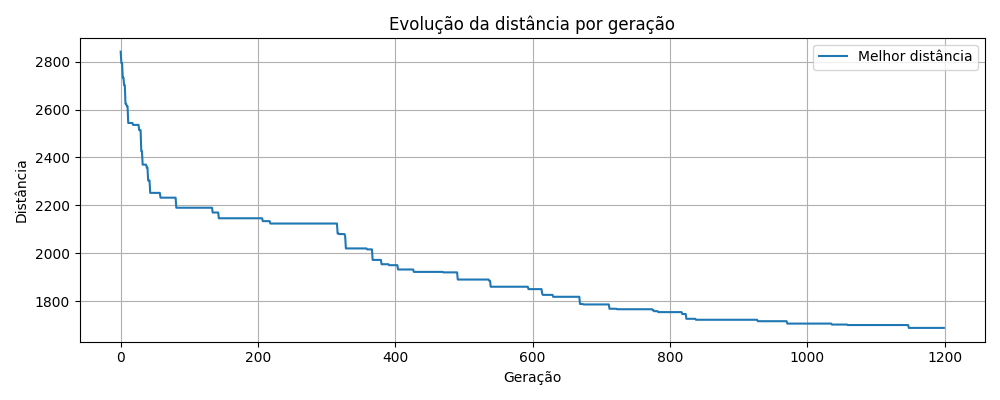 Evolução da distância por geração
Melhor distância
Distância
2800
2600
2400
2200
2000
1800
0 200 400 600 800 1000 1200
Geração